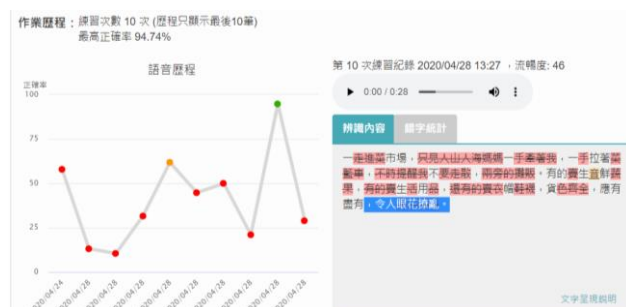 作業歷程：練習次數 10 次 (歷程只顯示最後10筆)
最高正確率 94.74%
語音歷程
正確率
100
75
50
25
0
2020/04/24
2020/04/28
2020/04/28
2020/04/28
2020/04/28
2020/04/28
2020/04/28
2020/04/28
2020/04/28
2020/04/28
第 10 次練習紀錄 2020/04/28 13:27 ，流暢度: 46
0:00 / 0:28
辨識內容 錯字統計
一走進菜市場，只見人山人海媽媽一手牽著我，一手拉著菜
籃車，不時提醒我不要走散，兩旁的攤販。有的賣生宜鮮蔬
果，有的賣生活用品，還有的賣衣帽鞋襪，貨色齊全，應有
盡有，令人眼花撩亂。
文字呈現說明